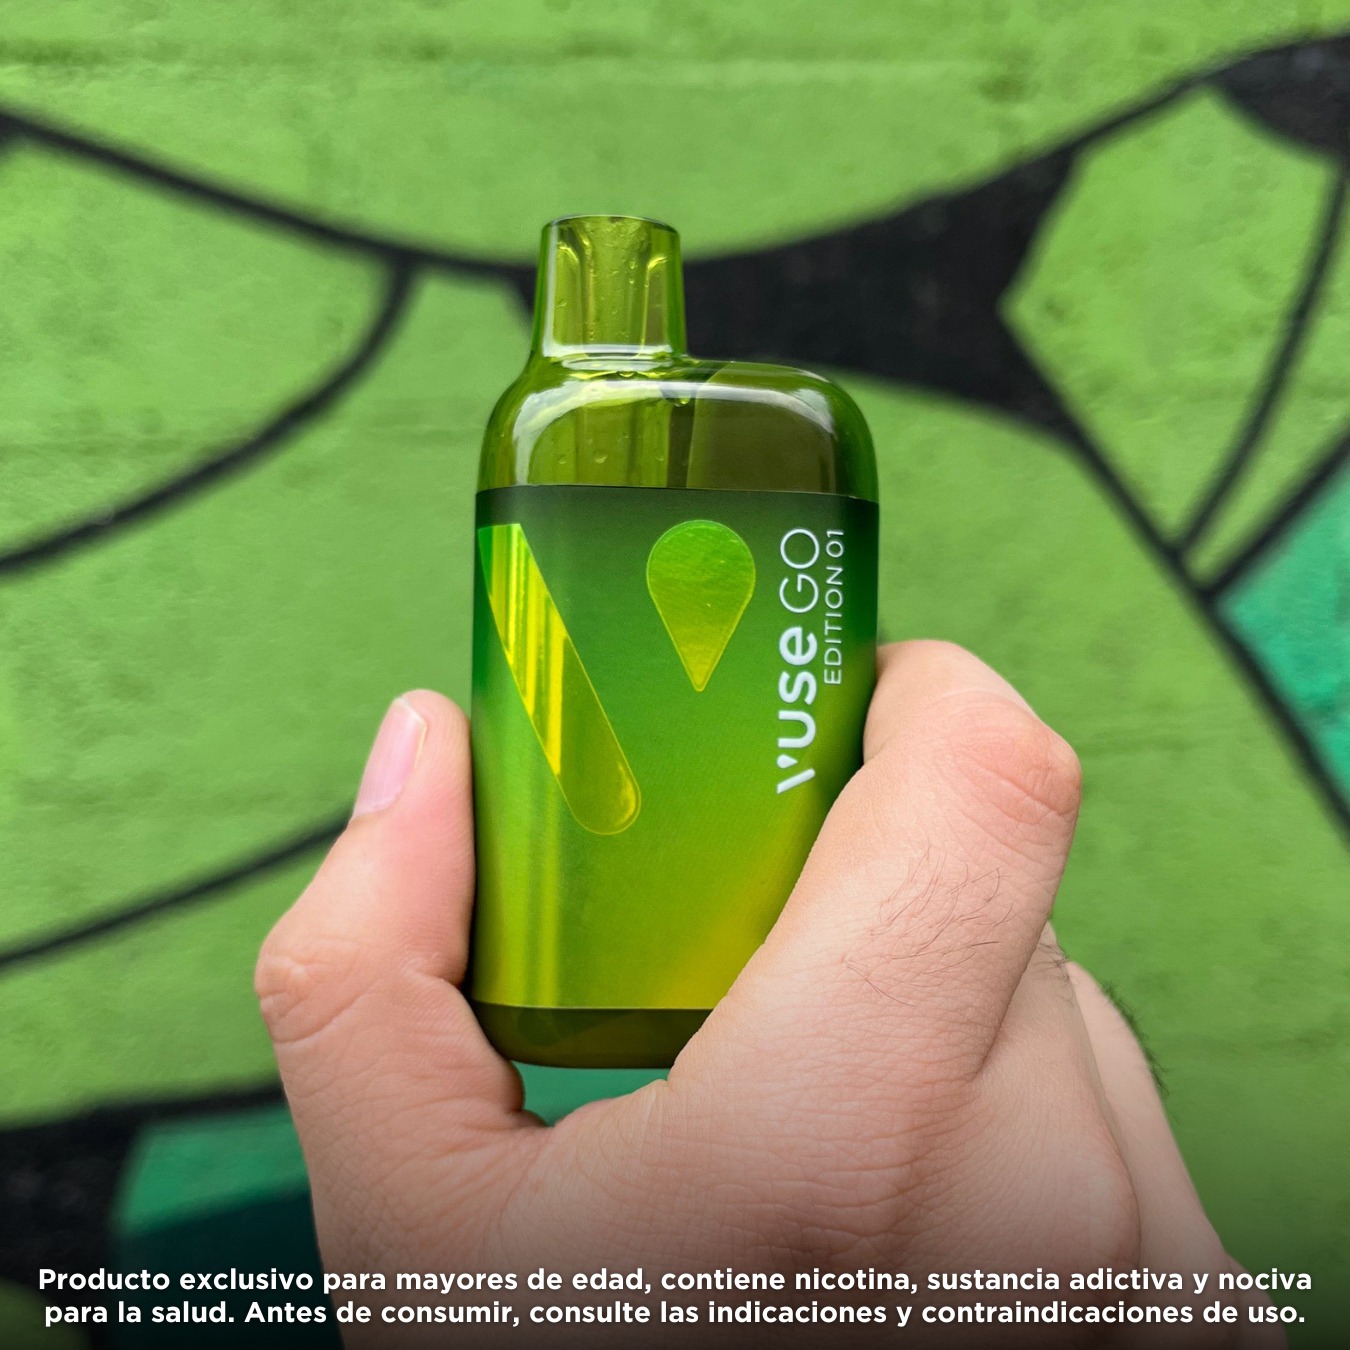 vuse GO
EDITION 01
Producto exclusivo para mayores de edad, contiene nicotina, sustancia adictiva y nociva
para la salud. Antes de consumir, consulte las indicaciones y contraindicaciones de uso.